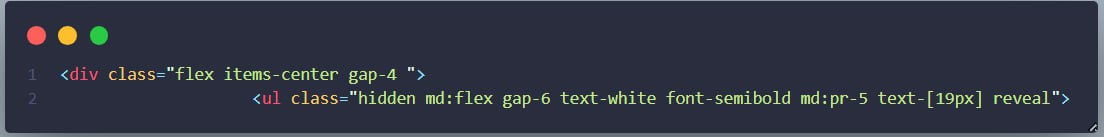 1 <div class="flex items-center gap-4 ">
2 <ul class="hidden md:flex gap-6 text-white font-semibold md:pr-5 text-[19px] reveal">